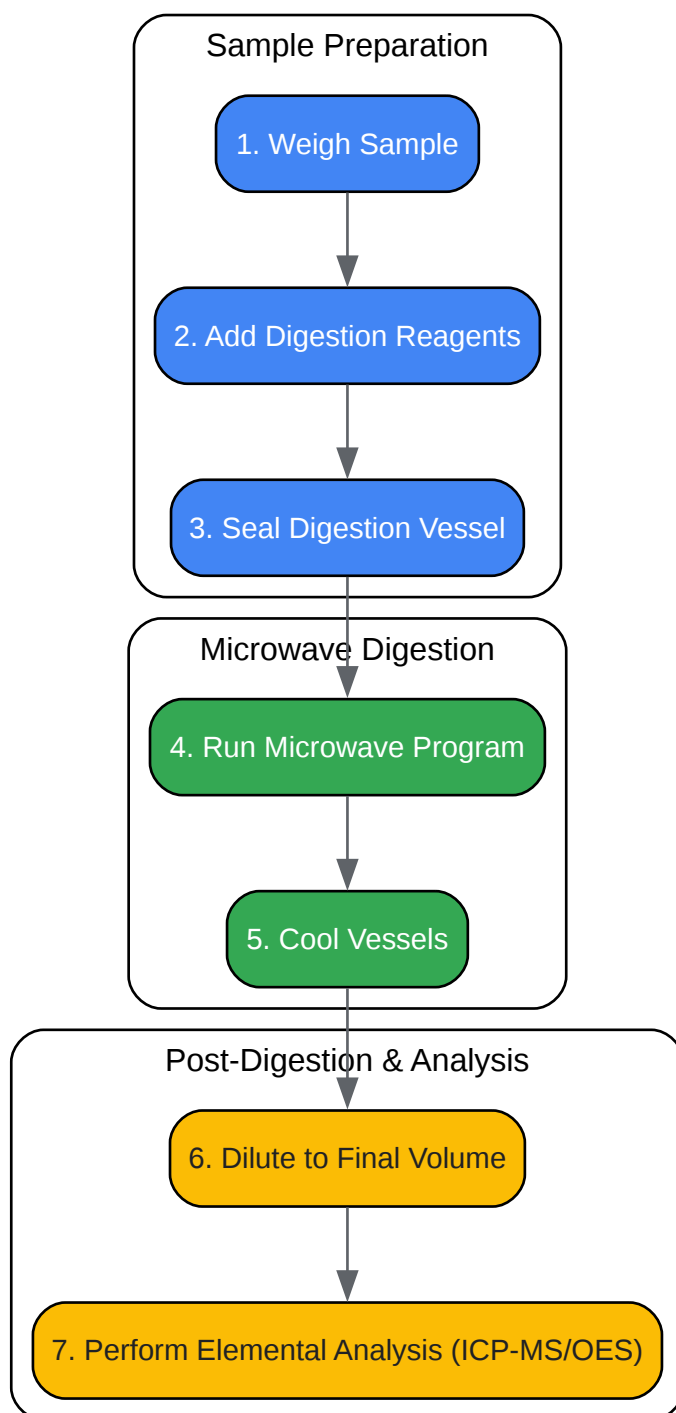 Sample Preparation
1. Weigh Sample
2. Add Digestion Reagents
3. Seal Digestion Vessel
Microwave Digestion
4. Run Microwave Program
5. Cool Vessels
Post-Digestion & Analysis
6. Dilute to Final Volume
7. Perform Elemental Analysis (ICP-MS/OES)